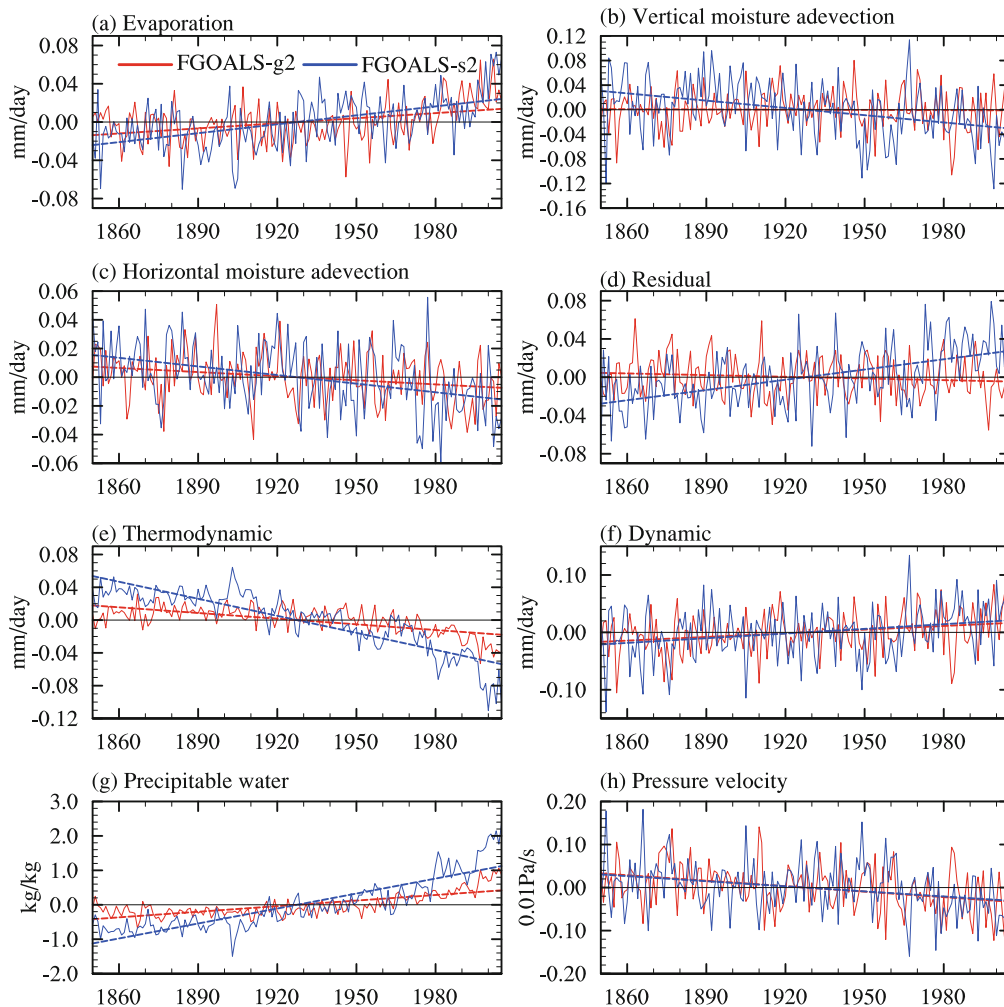 (a) Evaporation
0.08
0.04
0.00
-0.04
-0.08
mm/day
FGOALS-g2
FGOALS-s2
1860 1890 1920 1950 1980
(b) Vertical moisture adevection
0.12
0.08
0.04
0.00
-0.04
-0.08
-0.12
-0.16
mm/day
1860 1890 1920 1950 1980
(c) Horizontal moisture adevection
0.06
0.04
0.02
0.00
-0.02
-0.04
-0.06
mm/day
1860 1890 1920 1950 1980
(d) Residual
0.08
0.04
0.00
-0.04
-0.08
mm/day
1860 1890 1920 1950 1980
(e) Thermodynamic
0.08
0.04
0.00
-0.04
-0.08
-0.12
mm/day
1860 1890 1920 1950 1980
(f) Dynamic
0.10
0.00
-0.10
mm/day
1860 1890 1920 1950 1980
(g) Precipitable water
3.0
2.0
1.0
0.0
-1.0
-2.0
kg/kg
1860 1890 1920 1950 1980
(h) Pressure velocity
0.20
0.10
0.00
-0.10
-0.20
0.01Pa/s
1860 1890 1920 1950 1980